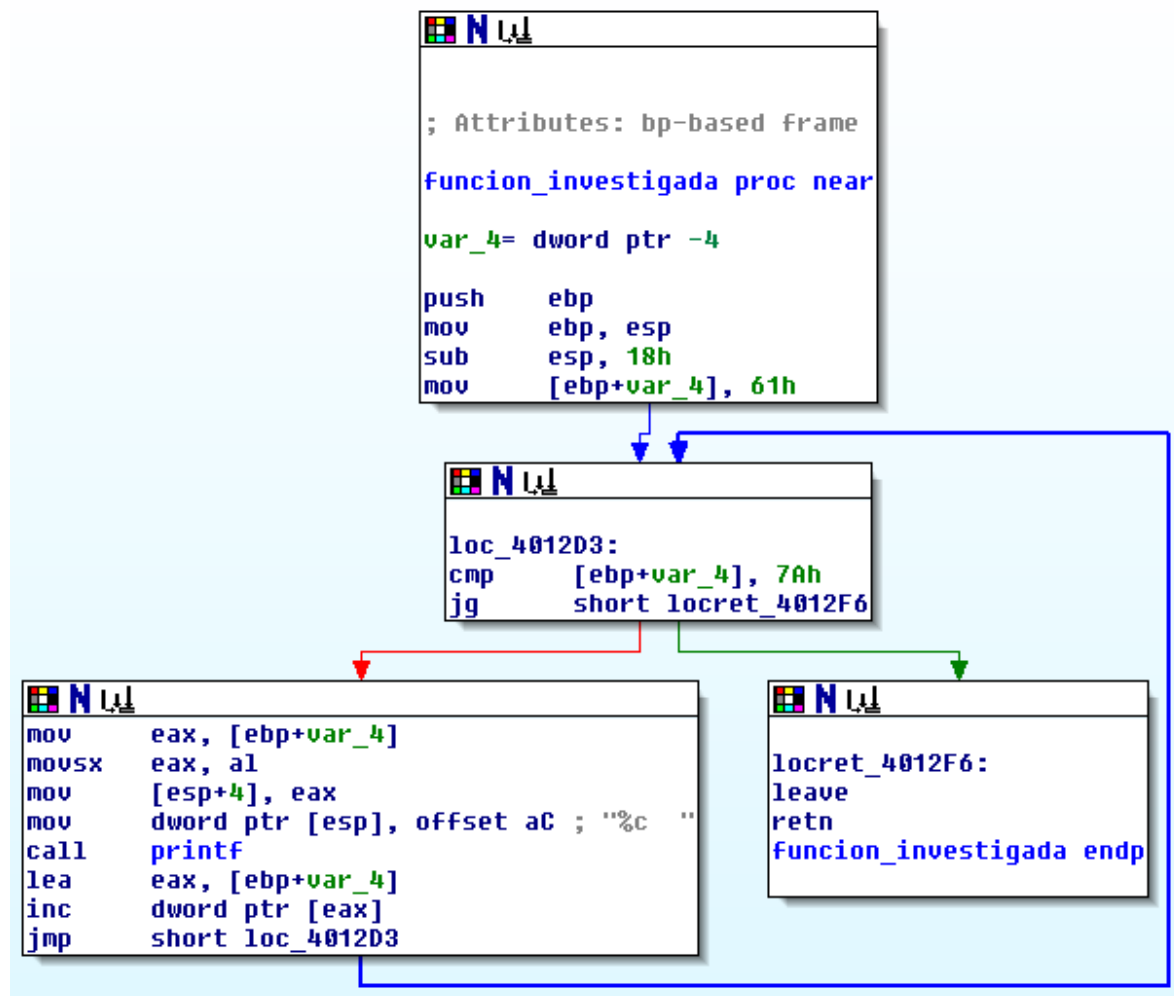 ; Attributes: bp-based frame
funcion_investigada proc near
var_4= dword ptr -4
push ebp
mov ebp, esp
sub esp, 18h
mov [ebp+var_4], 61h
loc_4012D3:
cmp [ebp+var_4], 7Ah
jg short locret_4012F6
mov eax, [ebp+var_4]
movsx eax, al
mov [esp+4], eax
mov dword ptr [esp], offset aC ; "%c  "
call printf
lea eax, [ebp+var_4]
inc dword ptr [eax]
jmp short loc_4012D3
locret_4012F6:
leave
retn
funcion_investigada endp